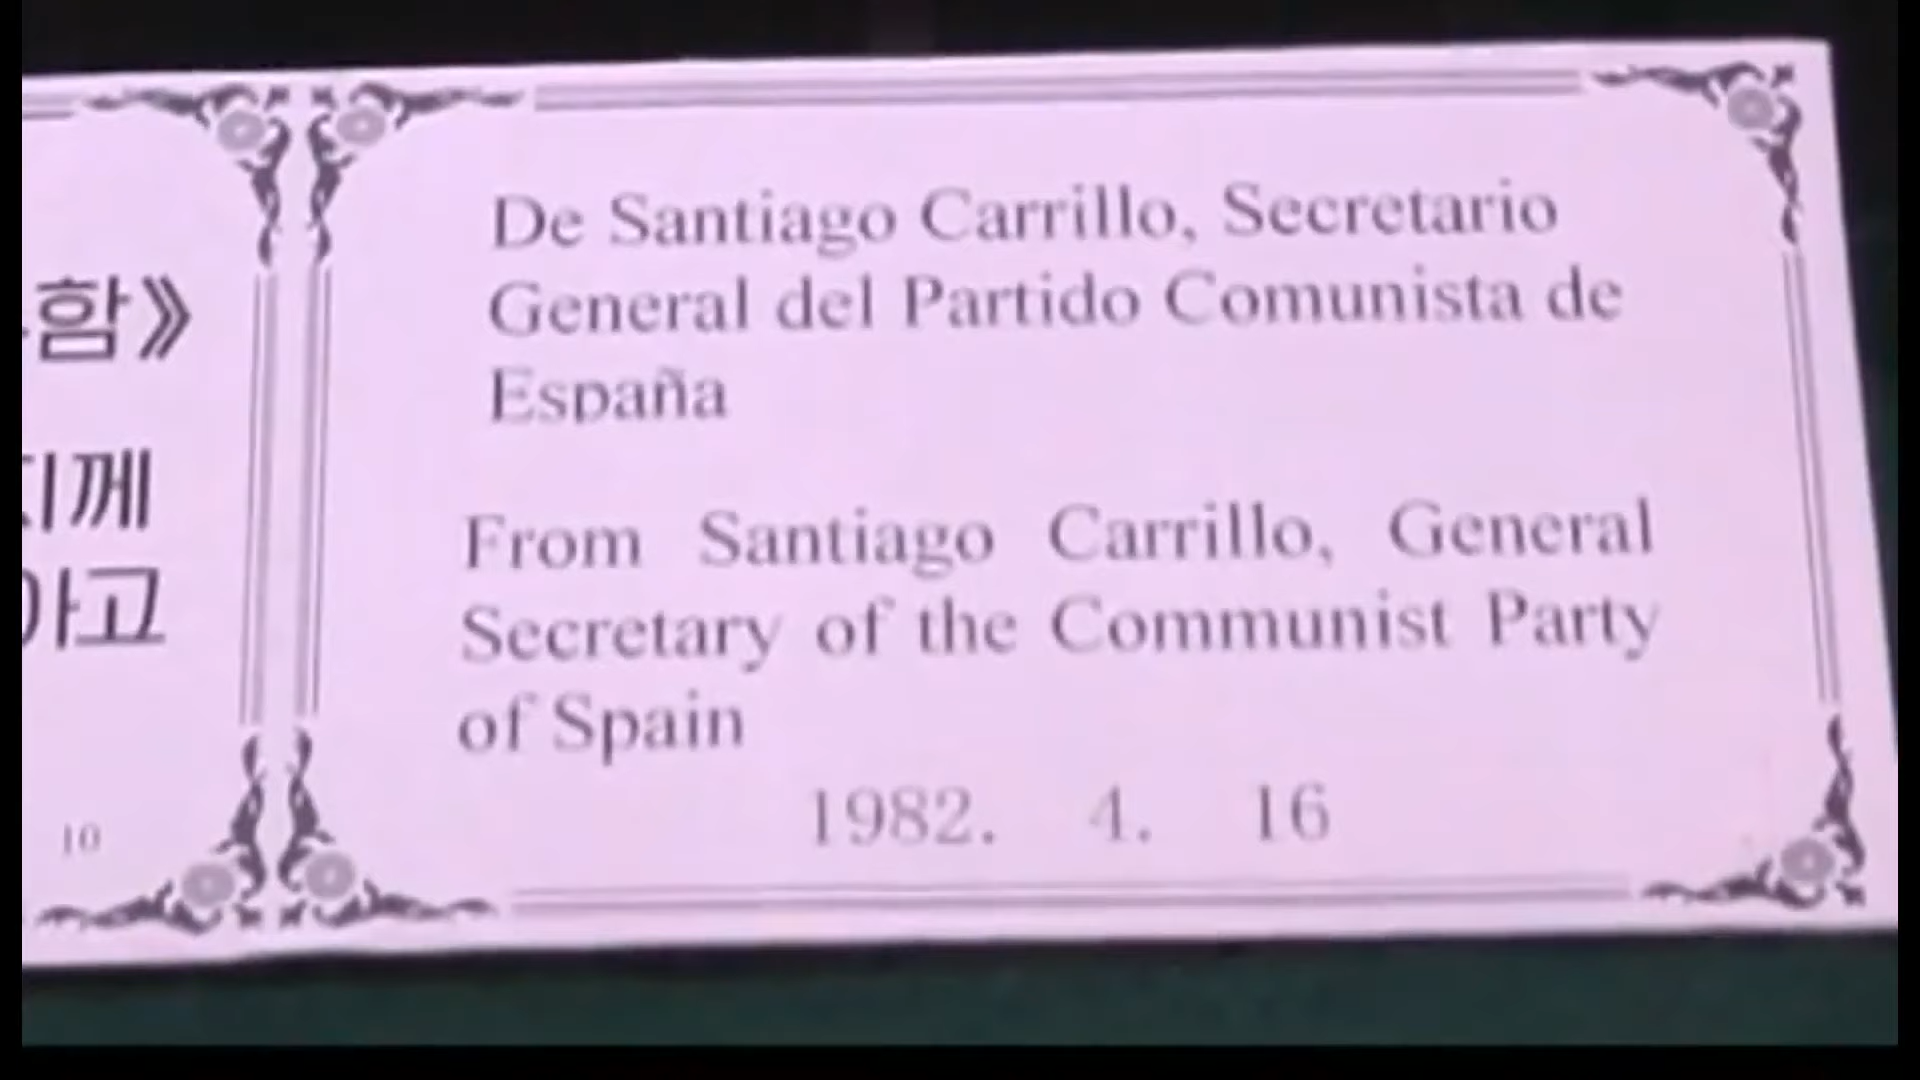 함》
께
아고
10
De Santiago Carrillo, Secretario
General del Partido Comunista de
España
From Santiago Carrillo, General
Secretary of the Communist Party
of Spain
1982. 4. 16